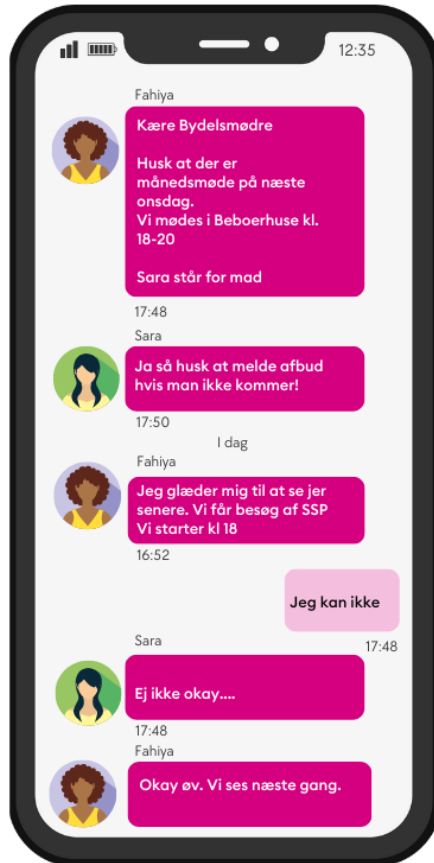 12:35
Fahiya
Kære Bydelsmødre
Husk at der er
månedsmøde på næste
onsdag.
Vi mødes i Beboerhuse kl.
18-20
Sara står for mad
17:48
Sara
Ja så husk at melde afbud
hvis man ikke kommer!
17:50
I dag
Fahiya
Jeg glæder mig til at se jer
senere. Vi får besøg af SSP
Vi starter kl 18
16:52
Jeg kan ikke
17:48
Sara
Ej ikke okay....
17:48
Fahiya
Okay øv. Vi ses næste gang.